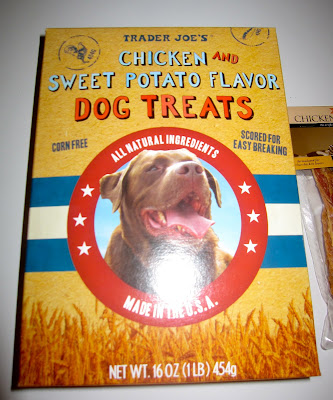 TRADER JOE'S
CHICKEN AND
SWEET POTATO FLAVOR
DOG TREATS
CORN FREE
SCORED FOR
EASY BREAKING
ALL NATURAL INGREDIENTS
MADE IN THE U.S.A.
NET WT. 16 OZ (1 LB) 454g
CHICKEN